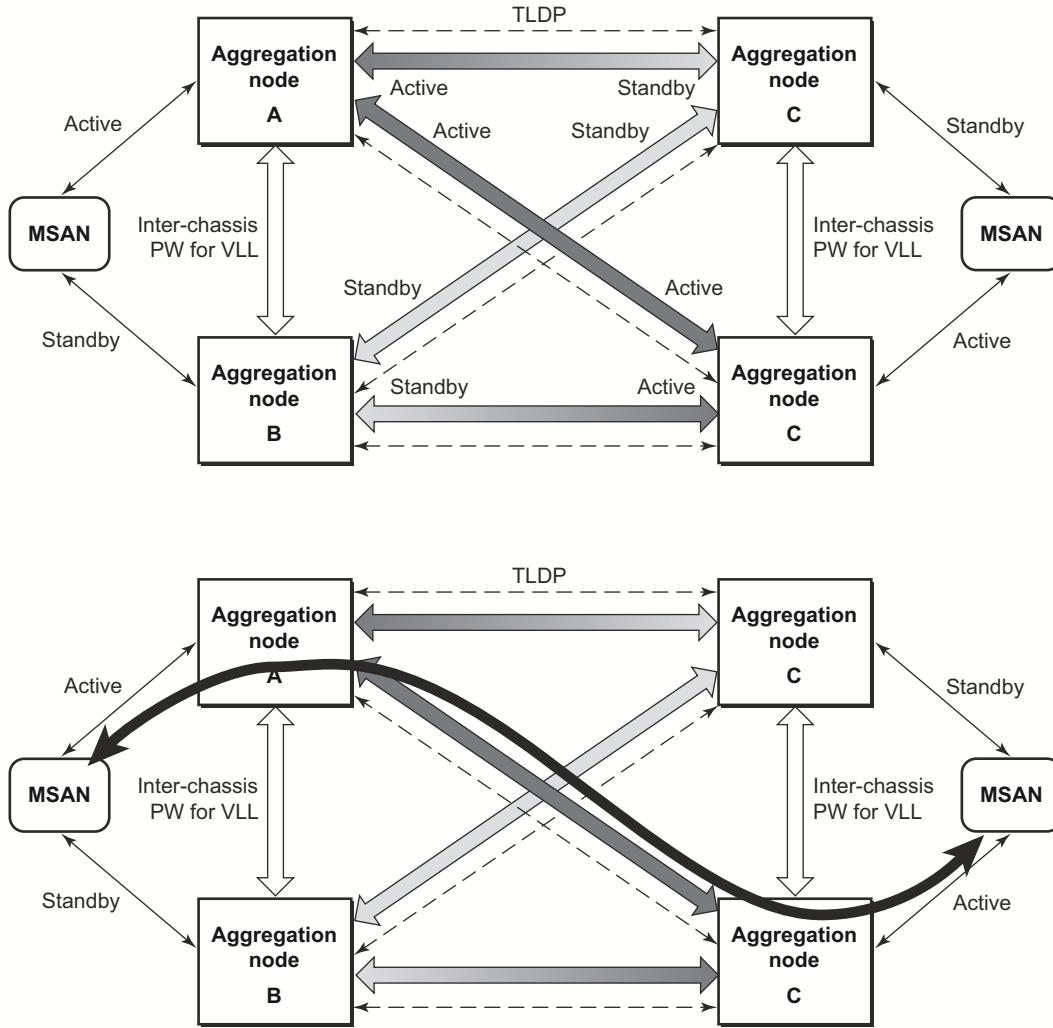 TLDP
Aggregation
node
A
Aggregation
node
C
Active
Standby
Active
Standby
Active
Standby
MSAN
Inter-chassis
PW for VLL
Inter-chassis
PW for VLL
MSAN
Standby
Active
Standby
Active
Aggregation
node
B
Standby
Active
Aggregation
node
C
TLDP
Aggregation
node
A
Aggregation
node
C
Active
Standby
MSAN
Inter-chassis
PW for VLL
Inter-chassis
PW for VLL
MSAN
Standby
Active
Aggregation
node
B
Aggregation
node
C